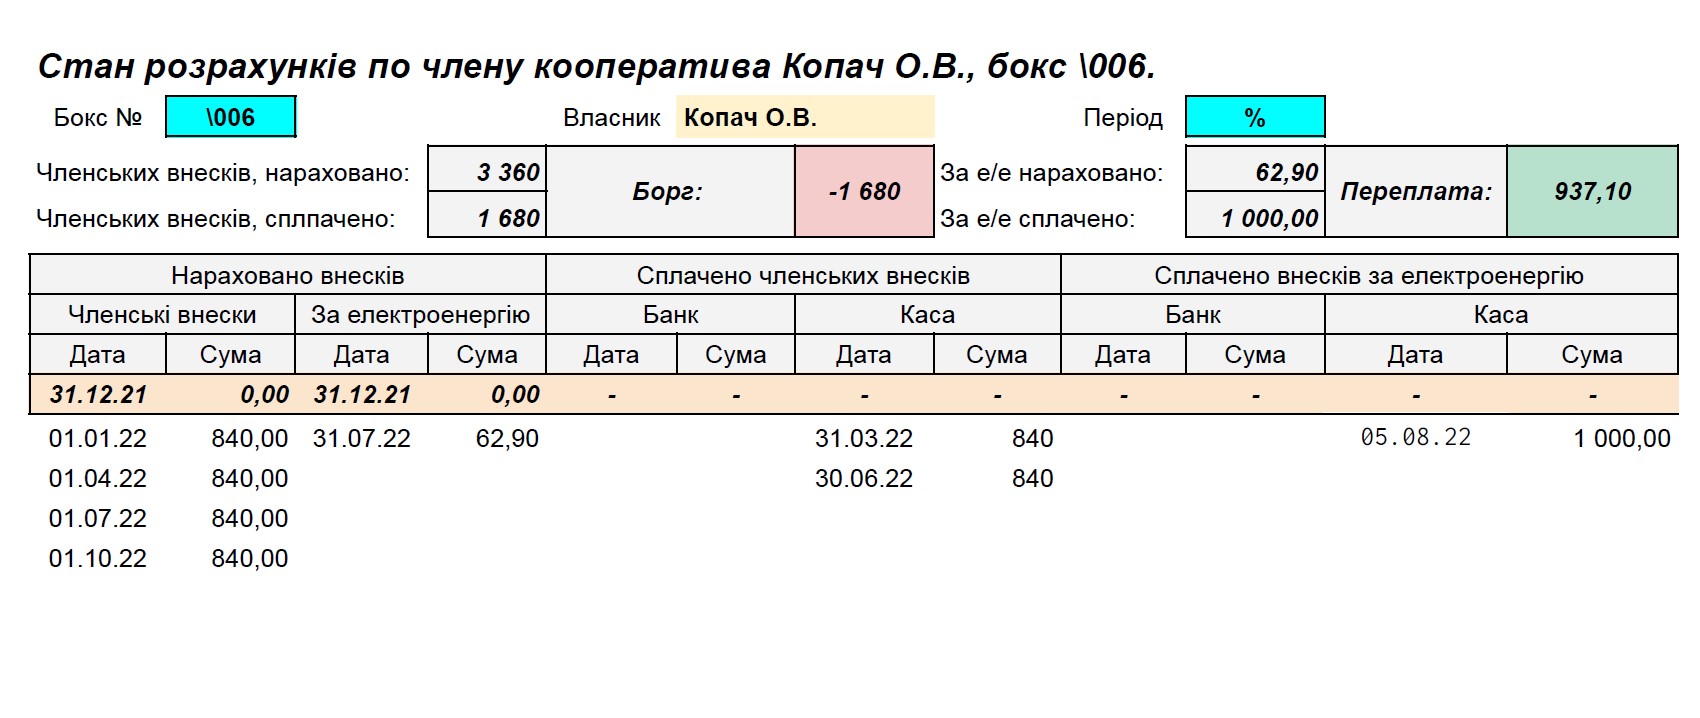 Стан розрахунків по члену кооператива Копач О.В., бокс \006.
Бокс № \006 Власник Копач О.В. Період %
Членських внесків, нараховано: 3 360 Борг: -1 680 За е/е нараховано: 62,90 Переплата: 937,10
Членських внесків, сплпачено: 1 680 За е/е сплачено: 1 000,00
Нараховано внесків Сплачено членських внесків Сплачено внесків за електроенергію
Членські внески За електроенергію Банк Каса Банк Каса
Дата Сума Дата Сума Дата Сума Дата Сума Дата Сума Дата Сума
31.12.21 0,00 31.12.21 0,00 - - - - - - - -
01.01.22 840,00 31.07.22 62,90 31.03.22 840 05.08.22 1 000,00
01.04.22 840,00 30.06.22 840
01.07.22 840,00
01.10.22 840,00